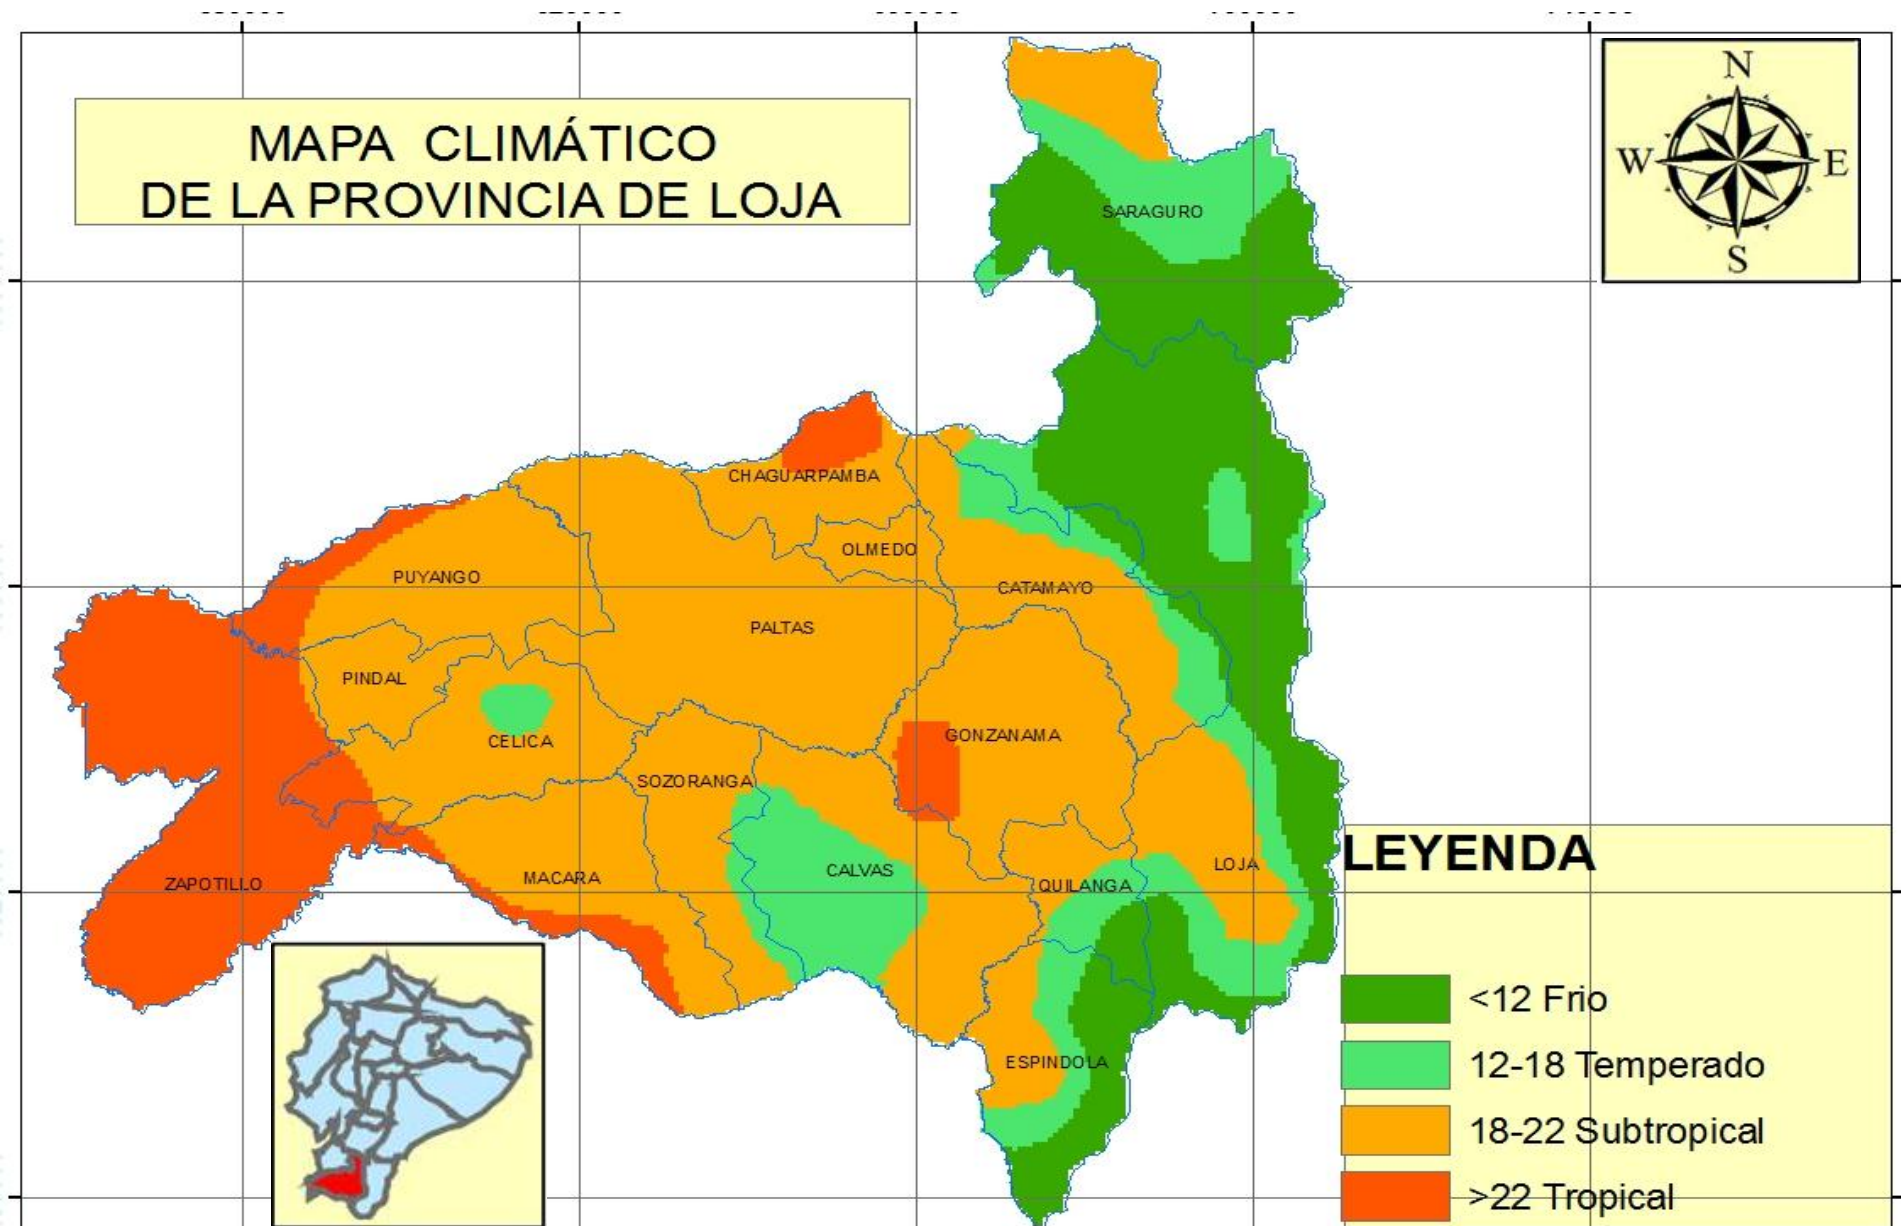 MAPA CLIMÁTICO
DE LA PROVINCIA DE LOJA
N
W
E
S
SARAGURO
CHAGUARPAMBA
OLMEDO
PUYANGO
CATAMAYO
PALTAS
PINDAL
CELICA
GONZANAMA
SOZORANGA
LOJA
CALVAS
MACARA
ZAPOTILLO
QUILANGA
ESPINDOLA
LEYENDA
<12 Frio
12-18 Temperado
18-22 Subtropical
>22 Tropical